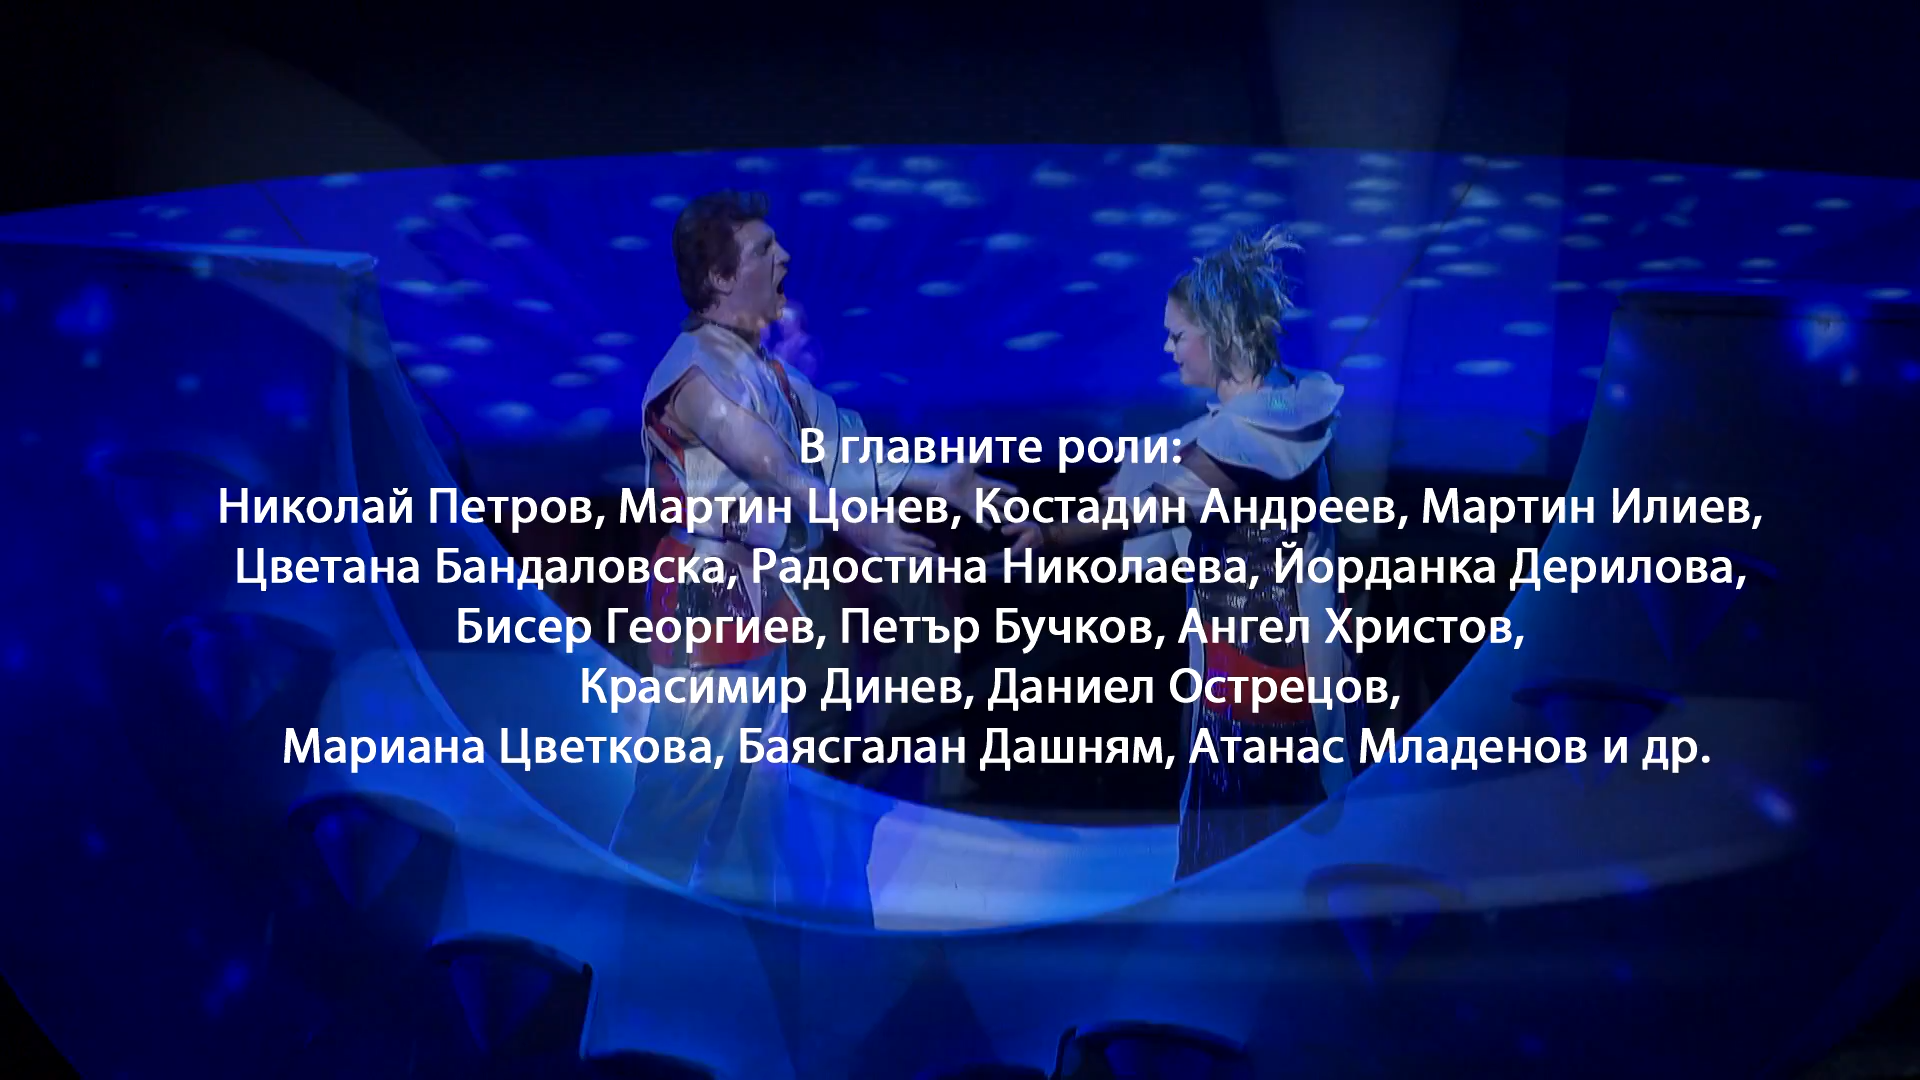 В главните роли:
Николай Петров, Мартин Цонев, Костадин Андреев, Мартин Илиев,
Цветана Бандаловска, Радостина Николаева, Йорданка Дерилова,
Бисер Георгиев, Петър Бучков, Ангел Христов,
Красимир Динев, Даниел Острецов,
Мариана Цветкова, Баясгалан Дашням, Атанас Младенов и др.